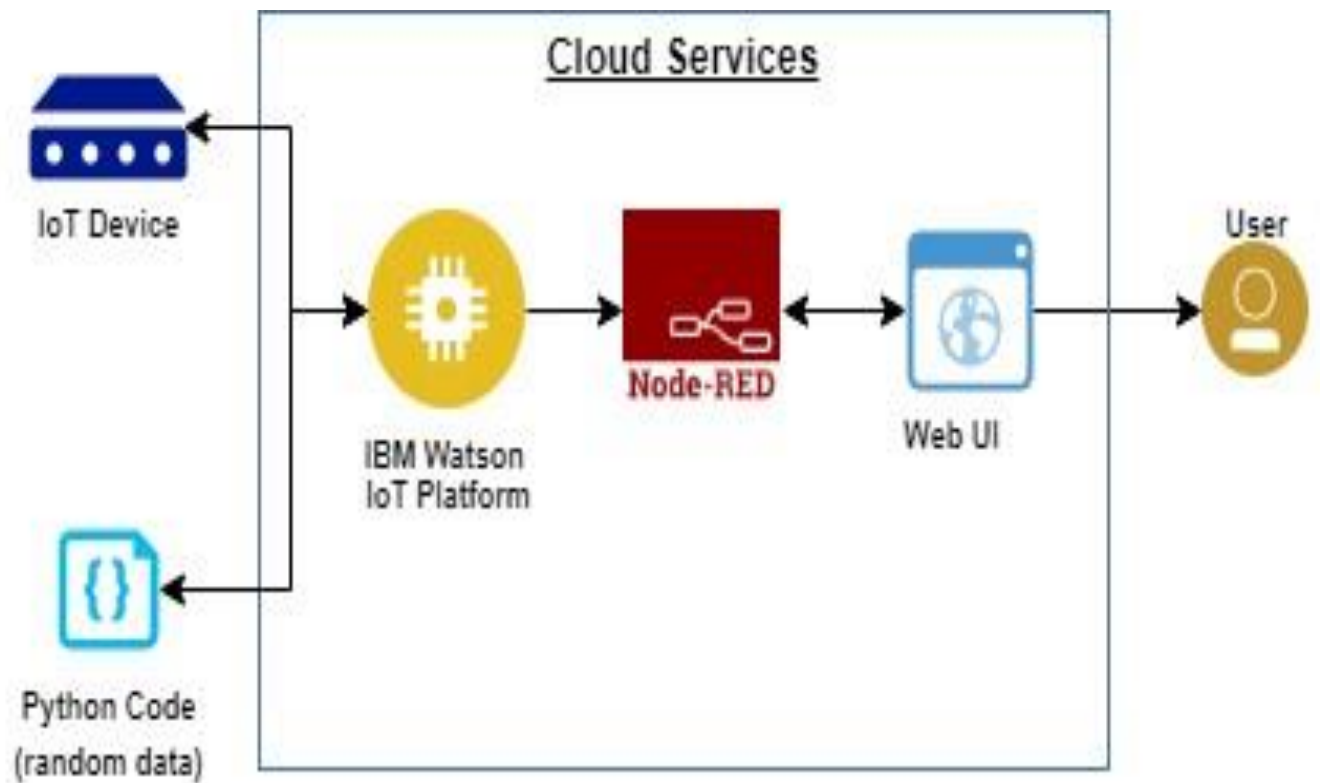 Cloud Services
IoT Device
User
Node-RED
Web UI
IBM Watson
IoT Platform
Python Code
(random data)